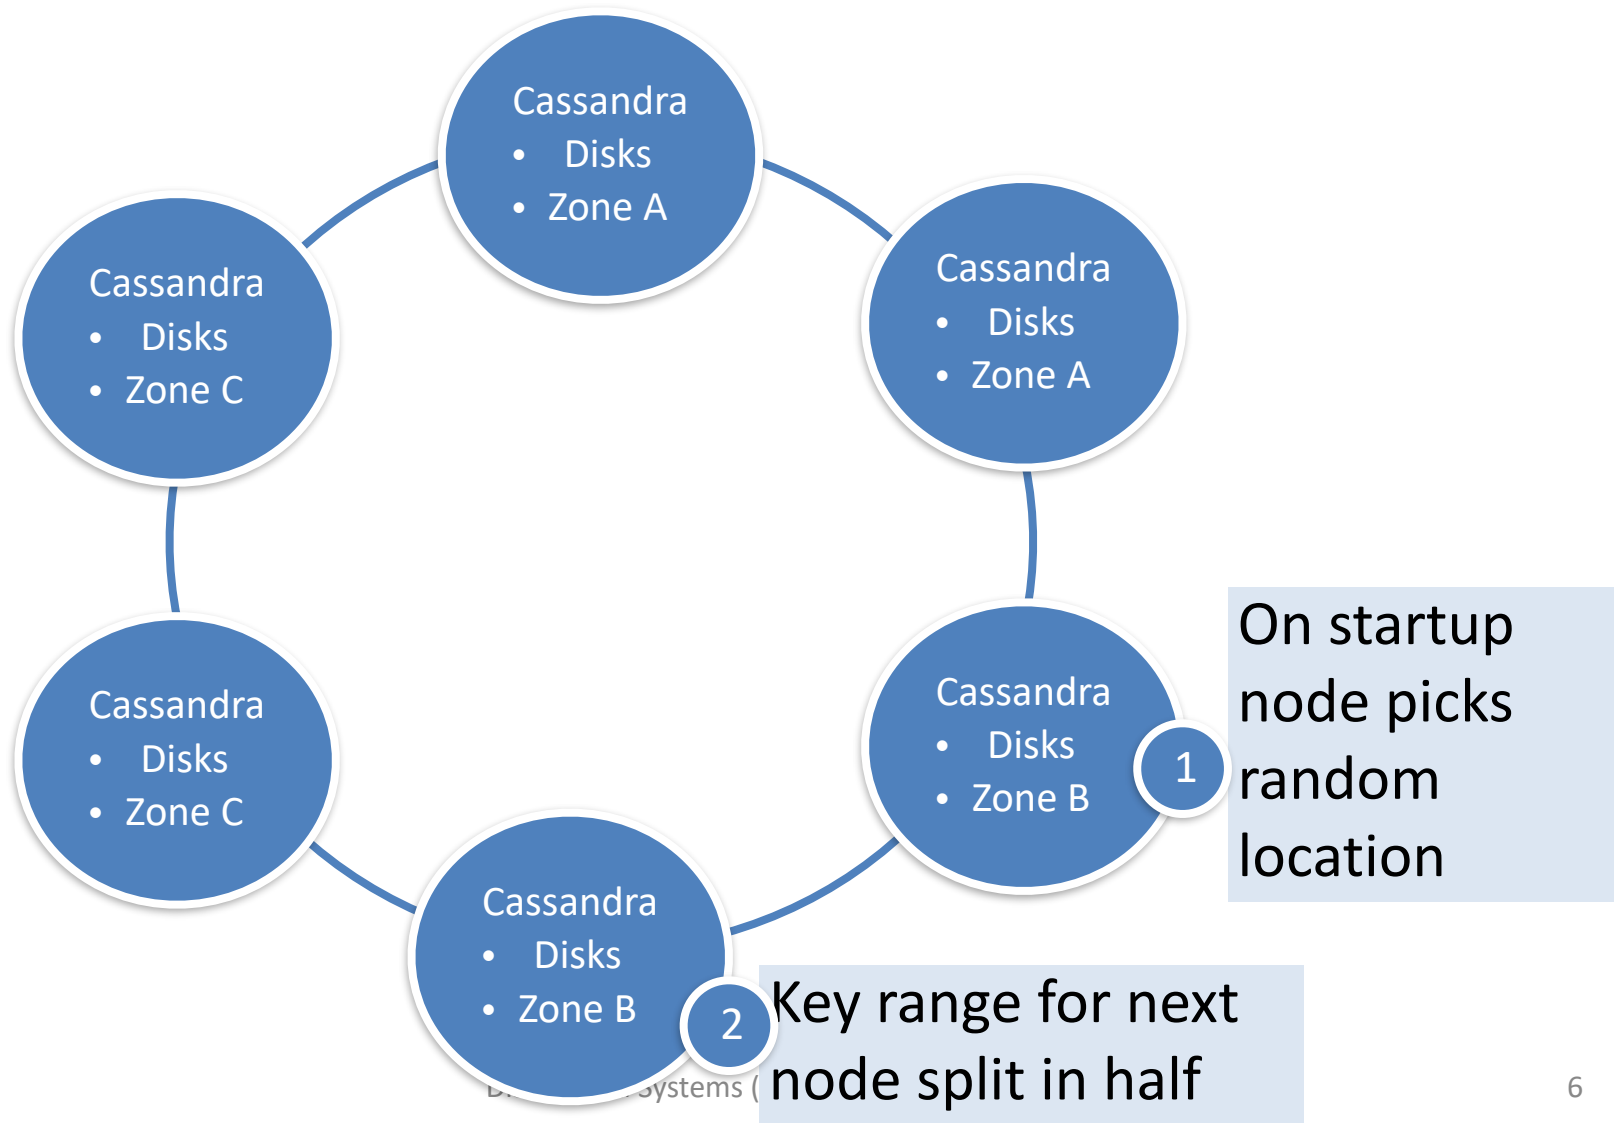 Cassandra
• Disks
• Zone A
Cassandra
• Disks
• Zone C
Cassandra
• Disks
• Zone A
Cassandra
• Disks
• Zone C
Cassandra
• Disks
• Zone B
1
On startup
node picks
random
location
Cassandra
• Disks
• Zone B
2
Key range for next
node split in half
Systems (
6